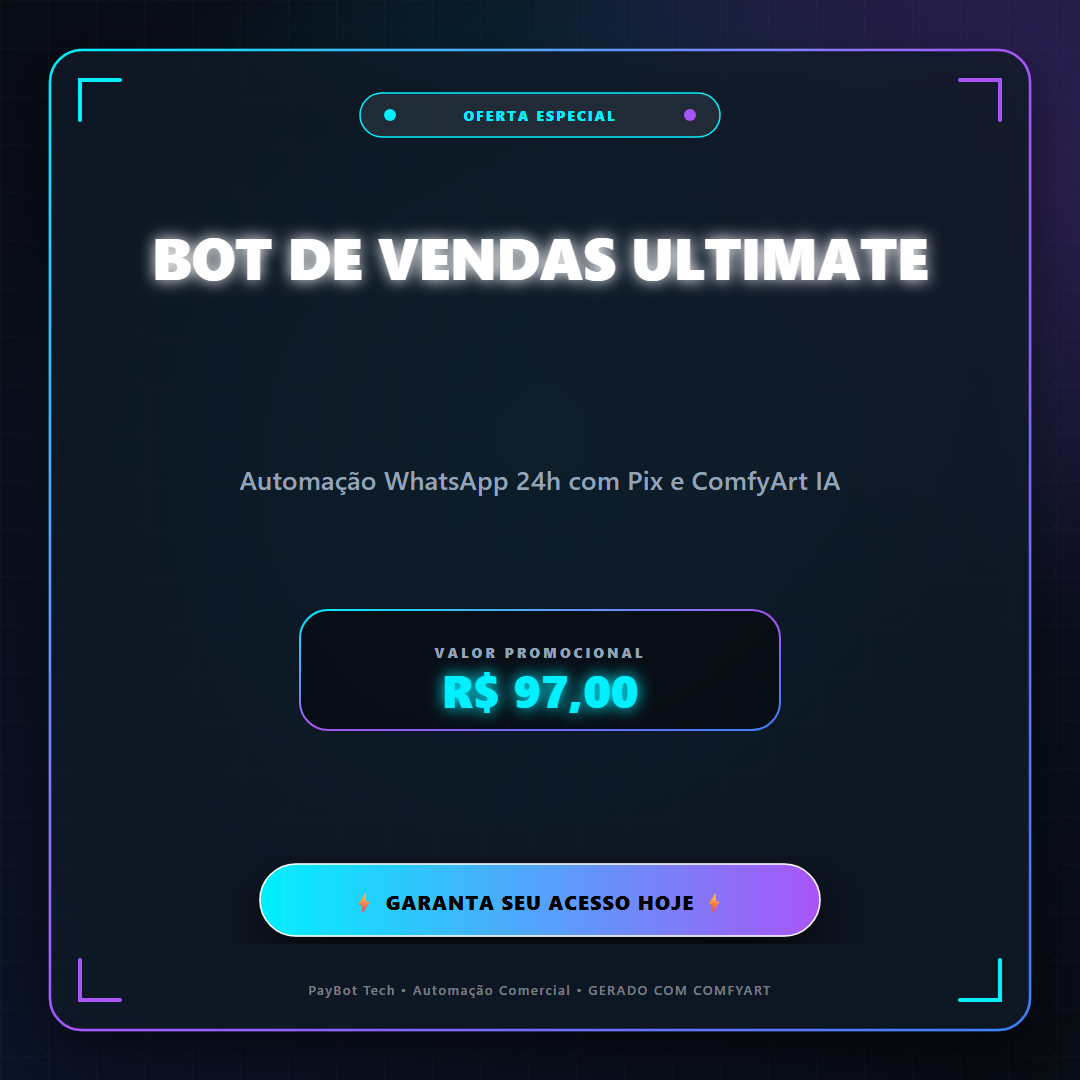 OFERTA ESPECIAL
BOT DE VENDAS ULTIMATE
Automação WhatsApp 24h com Pix e ComfyArt IA
VALOR PROMOCIONAL
R$ 97,00
⚡ GARANTA SEU ACESSO HOJE ⚡
PayBot Tech • Automação Comercial • GERADO COM COMFYART